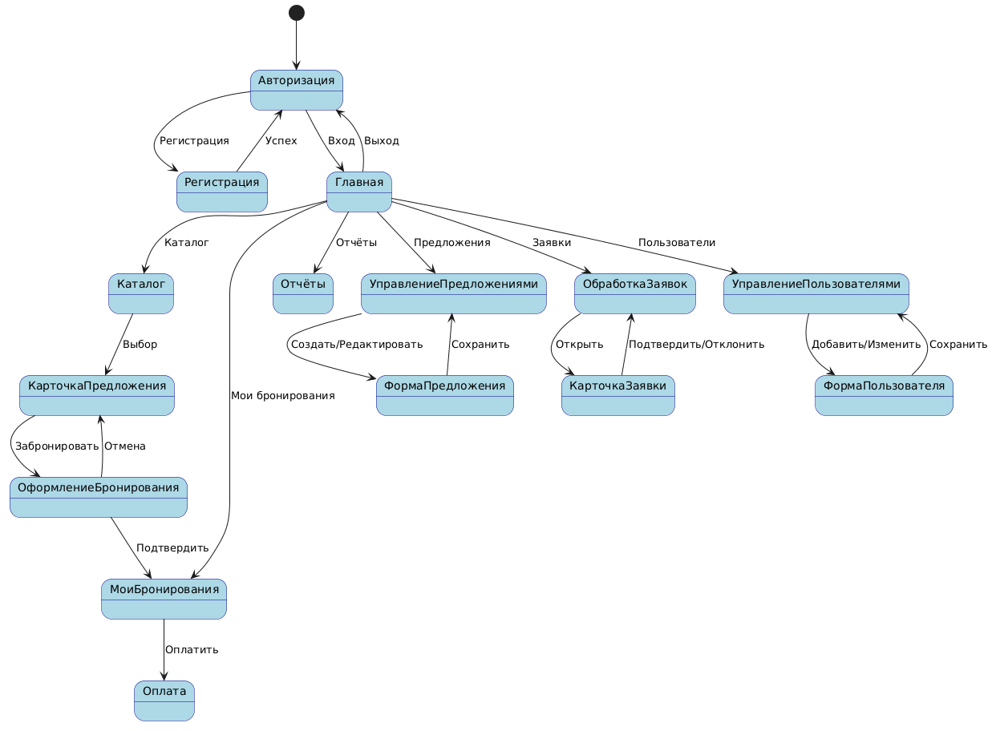 Авторизация
Регистрация
Успех
Вход
Выход
Регистрация
Главная
Каталог
Отчёты
Предложения
Заявки
Пользователи
Каталог
Отчёты
УправлениеПредложениями
ОбработкаЗаявок
УправлениеПользователями
Выбор
Создать/Редактировать
Сохранить
Открыть
Подтвердить/Отклонить
Добавить/Изменить
Сохранить
КарточкаПредложения
Мои бронирования
ФормаПредложения
КарточкаЗаявки
ФормаПользователя
Забронировать
Отмена
ОформлениеБронирования
Подтвердить
МоиБронирования
Оплатить
Оплата